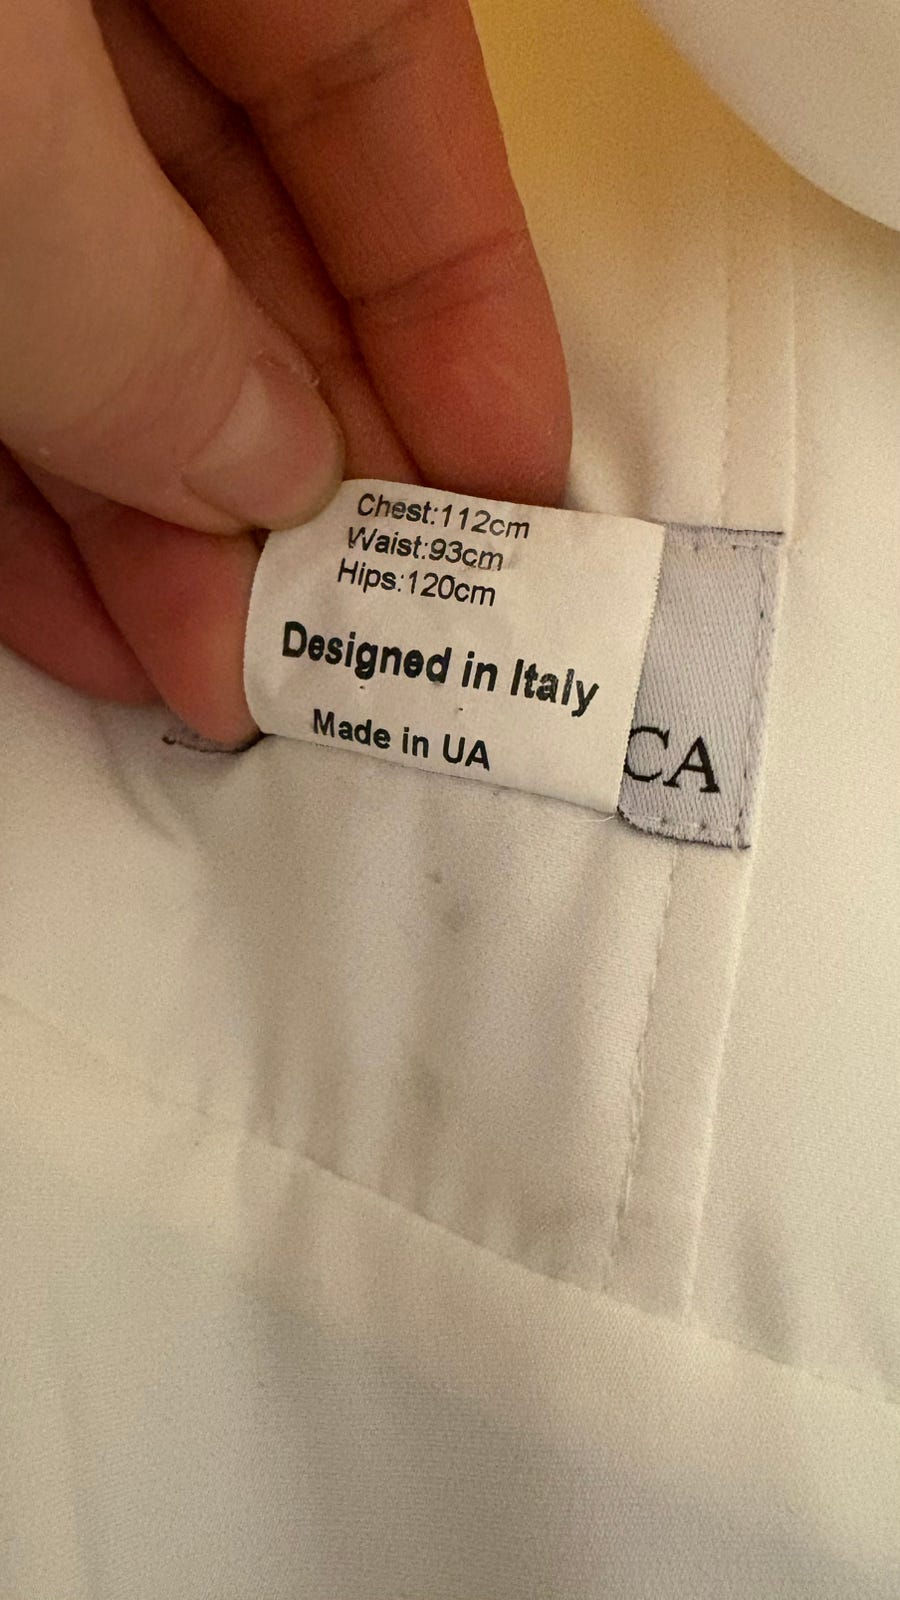 Chest:112cm
Waist:93cm
Hips:120cm
Designed in Italy
Made in UA
CA